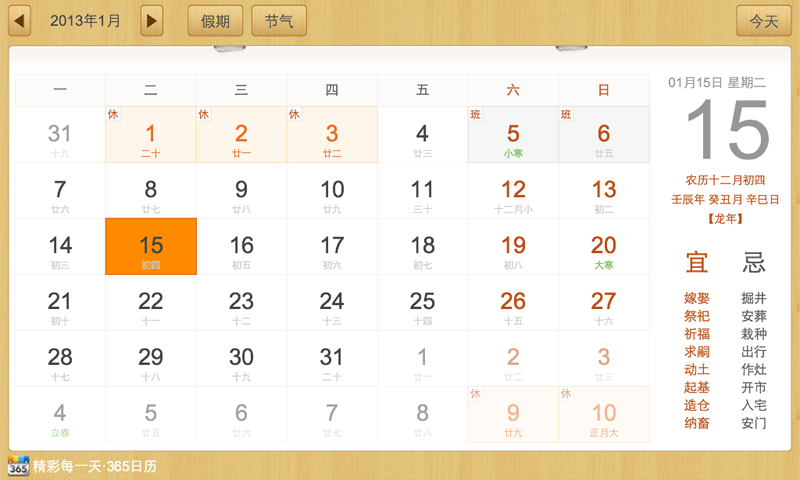 2013年1月 假期 节气 今天
一 二 三 四 五 六 日
31 十九 休 1 二十 休 2 廿一 休 3 廿二 4 廿三 班 5 小寒 班 6 廿五
7 廿六 8 廿七 9 廿八 10 廿九 11 三十 12 十二月小 13 初二
14 初三 15 初四 16 初五 17 初六 18 初七 19 初八 20 大寒
21 初十 22 十一 23 十二 24 十三 25 十四 26 十五 27 十六
28 十七 29 十八 30 十九 31 二十 1 廿一 2 廿二 3 廿三
4 立春 5 廿五 6 廿六 7 廿七 8 廿八 休 9 廿九 休 10 正月大
01月15日 星期二
15
农历十二月初四
壬辰年 癸丑月 辛巳日
【龙年】
宜 忌
嫁娶 掘井
祭祀 安葬
祈福 栽种
求嗣 出行
动土 作灶
起基 开市
造仓 入宅
纳畜 安门
365 精彩每一天·365日历